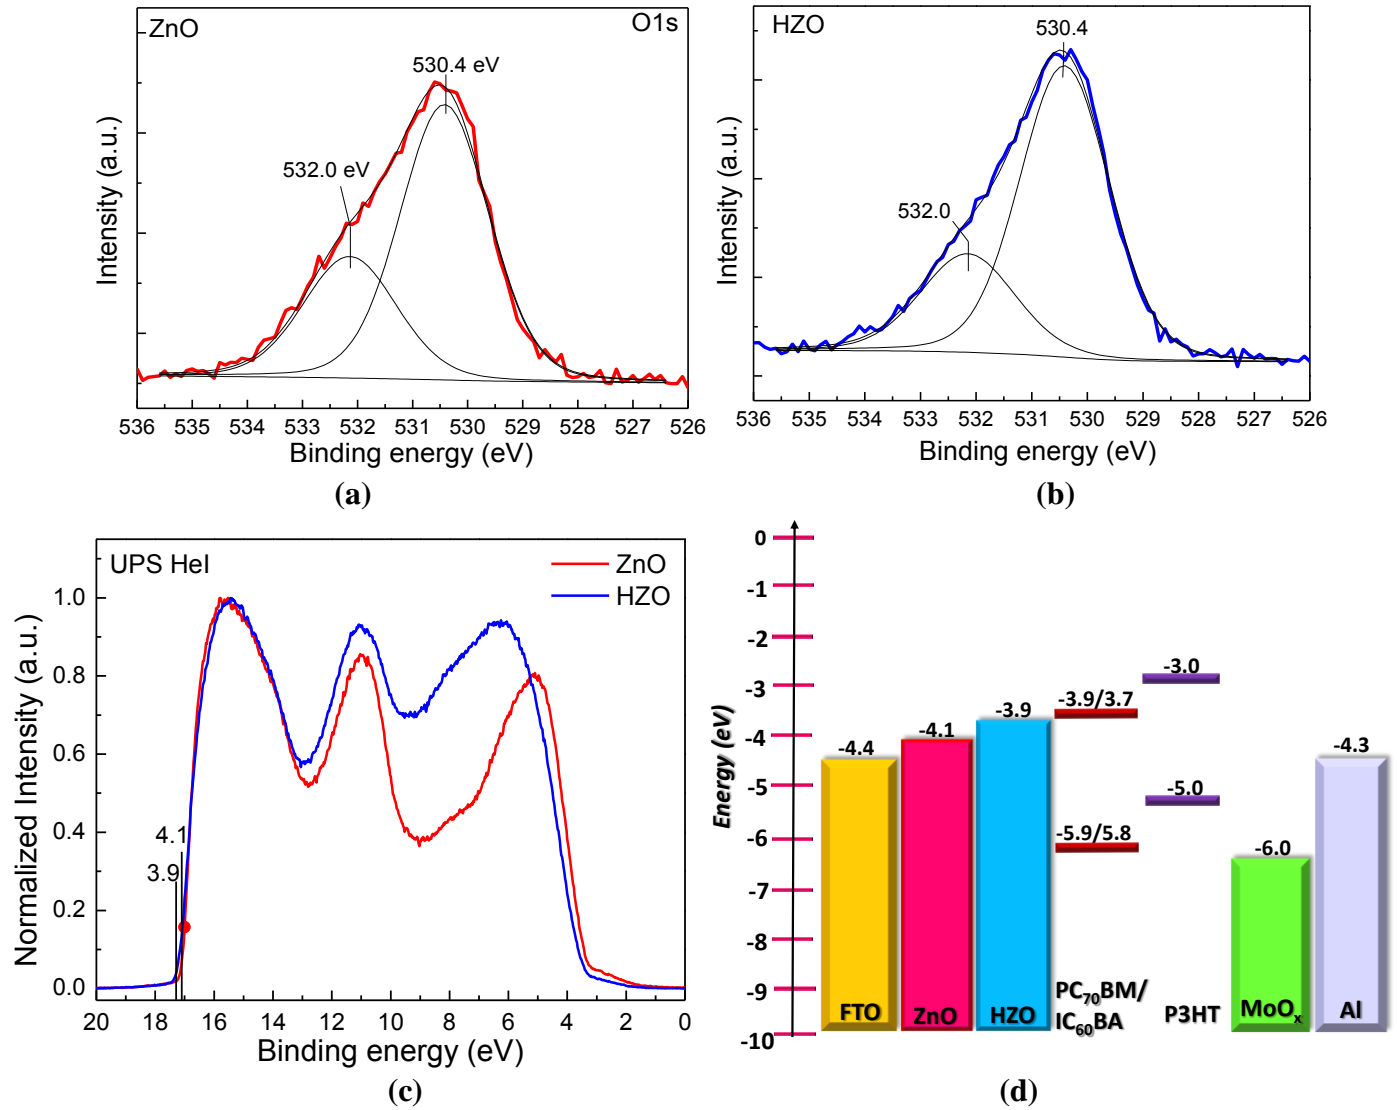 ZnO
O1s
530.4 eV
532.0 eV
Intensity (a.u.)
536 535 534 533 532 531 530 529 528 527 526
Binding energy (eV)
(a)
HZO
530.4
532.0
Intensity (a.u.)
536 535 534 533 532 531 530 529 528 527 526
Binding energy (eV)
(b)
UPS HeI
ZnO
HZO
1.0
0.8
0.6
0.4
0.2
0.0
4.1
3.9
Normalized Intensity (a.u.)
20 18 16 14 12 10 8 6 4 2 0
Binding energy (eV)
(c)
0
-1
-2
-3
-4
-5
-6
-7
-8
-9
-10
Energy (eV)
-4.4
-4.1
-3.9
-3.9/3.7
-5.9/5.8
-3.0
-5.0
-6.0
-4.3
FTO
ZnO
HZO
PC₇₀BM/
IC₆₀BA
P3HT
MoOₓ
Al
(d)